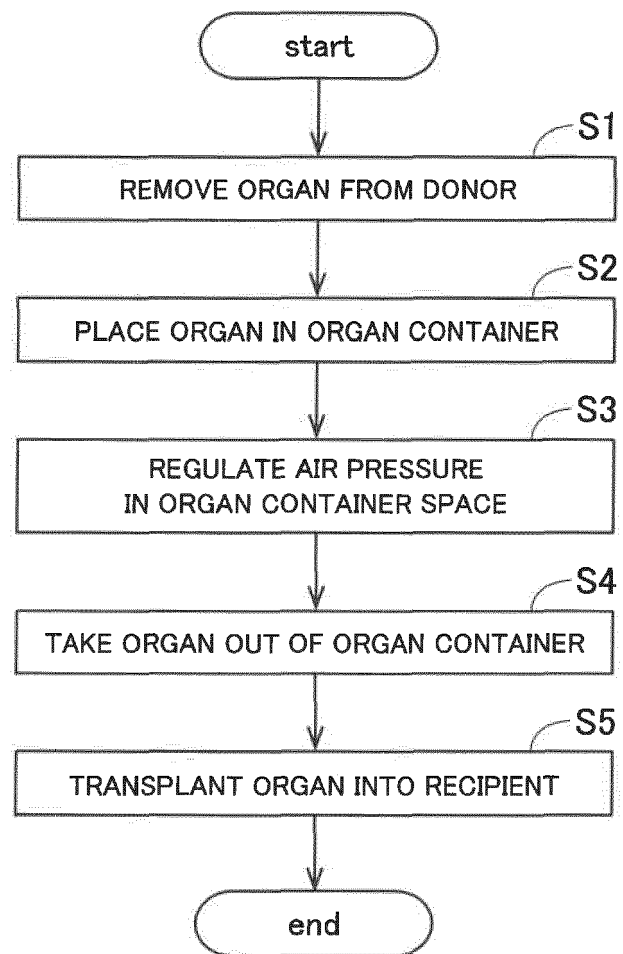 start
S1
REMOVE ORGAN FROM DONOR
S2
PLACE ORGAN IN ORGAN CONTAINER
S3
REGULATE AIR PRESSURE
IN ORGAN CONTAINER SPACE
S4
TAKE ORGAN OUT OF ORGAN CONTAINER
S5
TRANSPLANT ORGAN INTO RECIPIENT
end